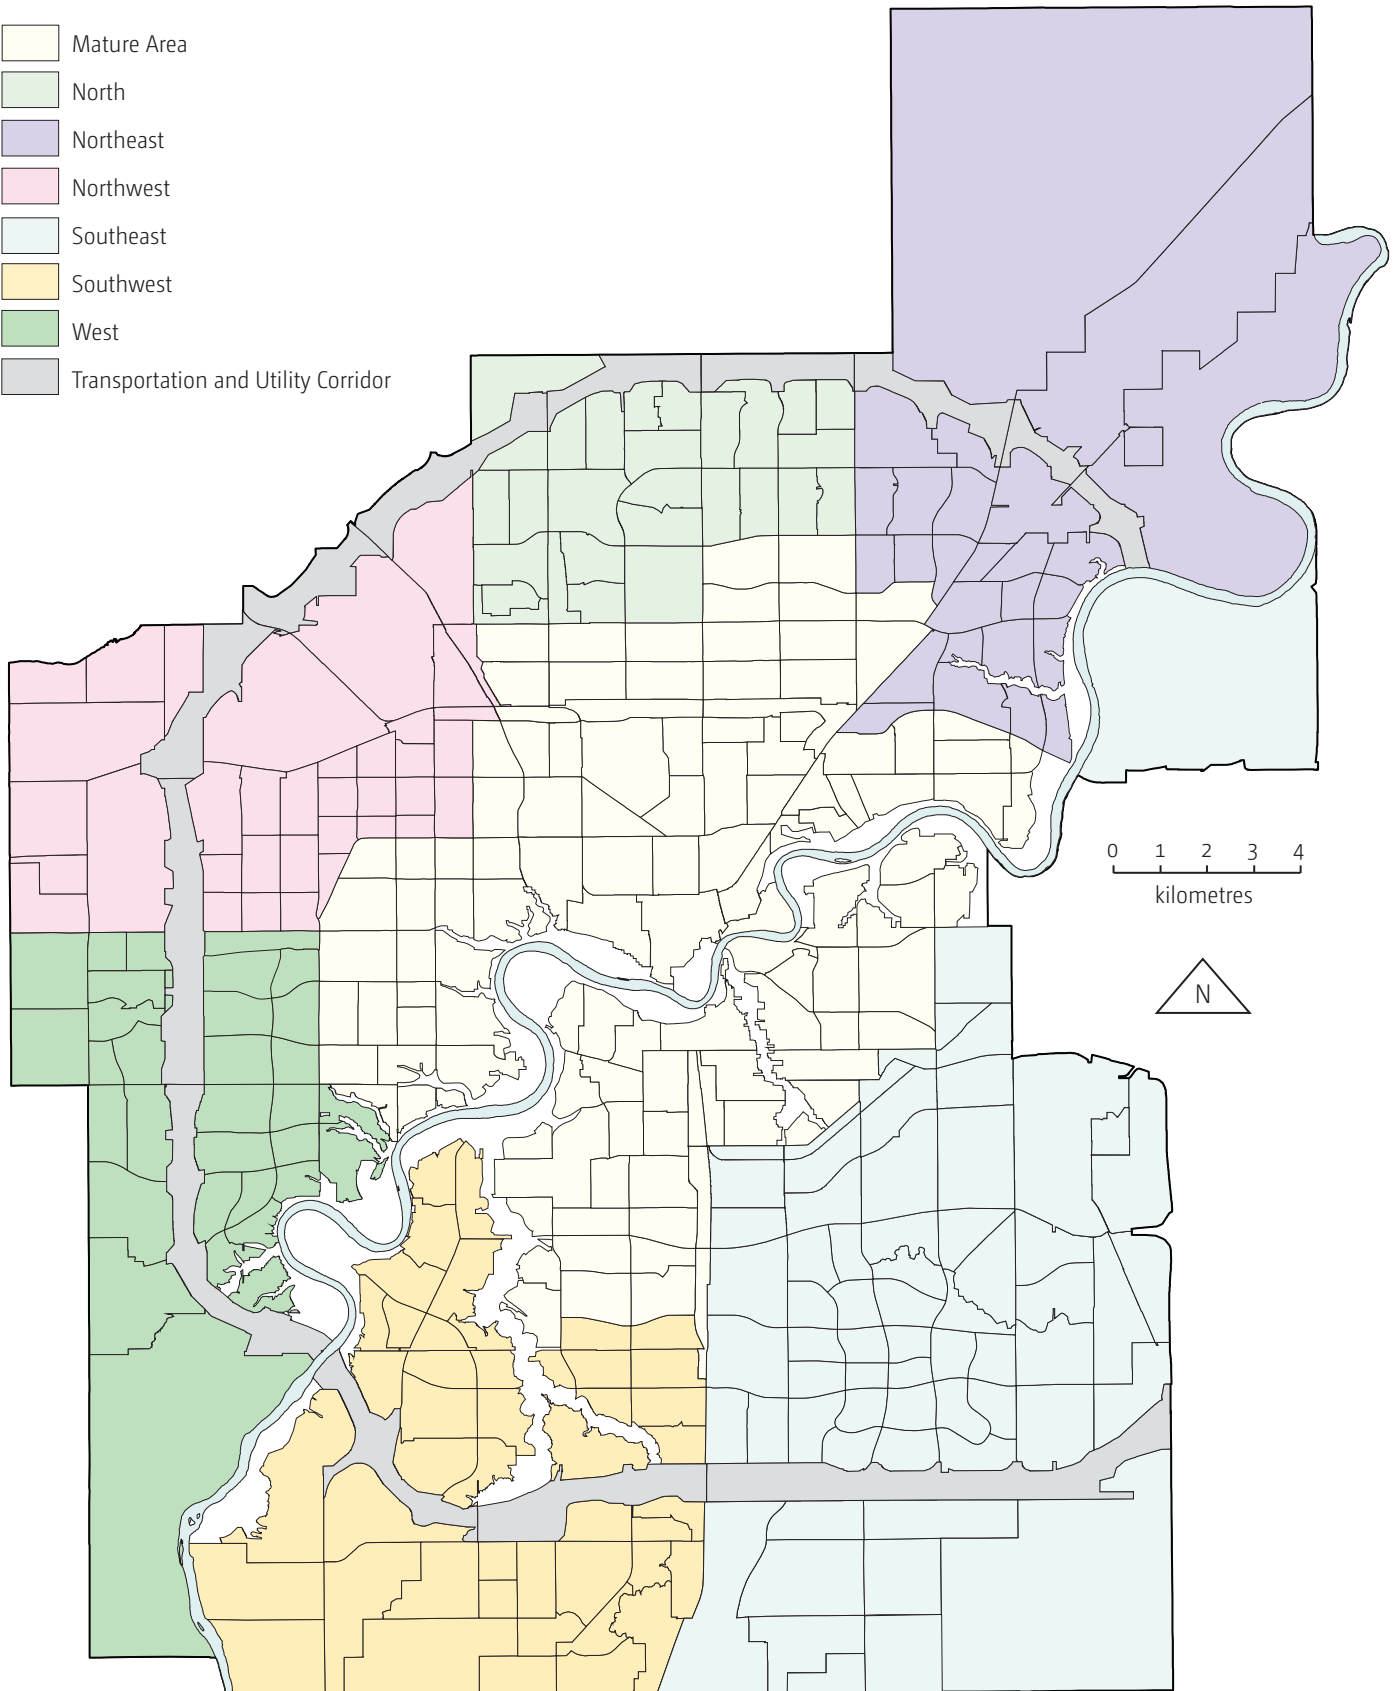 Mature Area
North
Northeast
Northwest
Southeast
Southwest
West
Transportation and Utility Corridor
0 1 2 3 4
kilometres
N